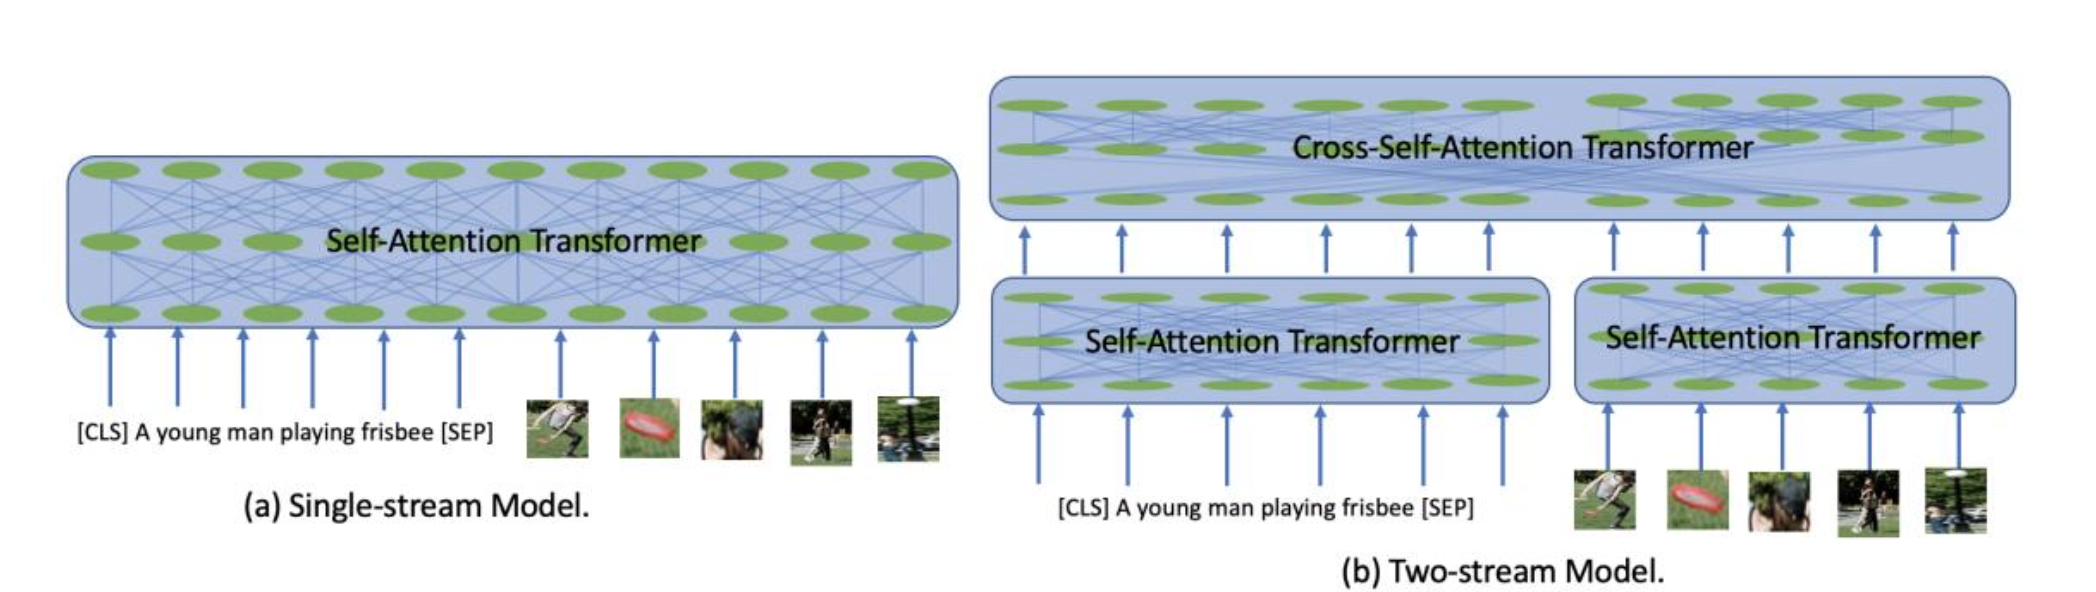 Self-Attention Transformer
[CLS] A young man playing frisbee [SEP]
(a) Single-stream Model.
Cross-Self-Attention Transformer
Self-Attention Transformer
Self-Attention Transformer
[CLS] A young man playing frisbee [SEP]
(b) Two-stream Model.